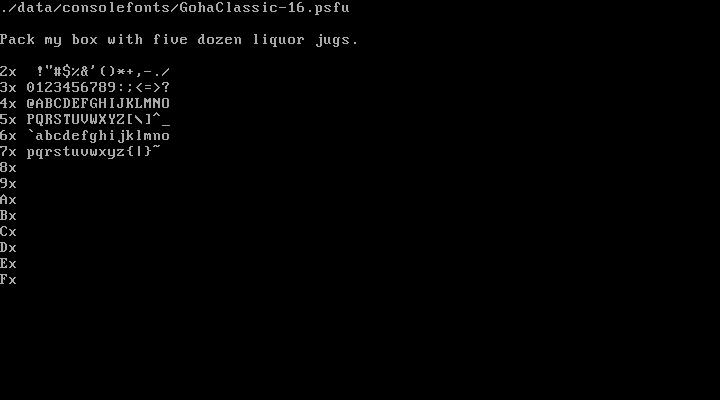 ./data/consolefonts/GohaClassic-16.psfu
Pack my box with five dozen liquor jugs.
2x  !"#$%&'()*+,-./
3x 0123456789:;<=>?
4x @ABCDEFGHIJKLMNO
5x PQRSTUVWXYZ[\]^_
6x `abcdefghijklmno
7x pqrstuvwxyz{|}~
8x
9x
Ax
Bx
Cx
Dx
Ex
Fx